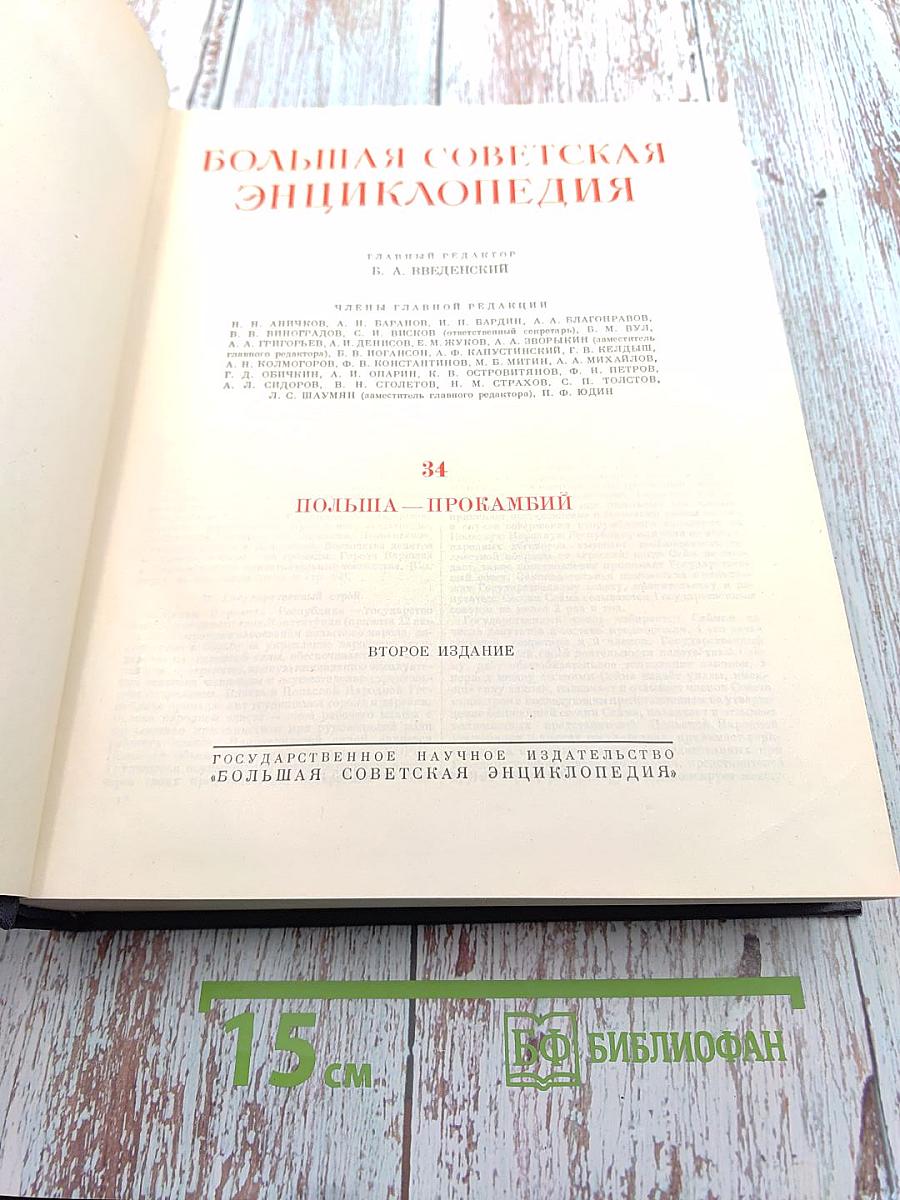 БОЛЬШАЯ СОВЕТСКАЯ
ЭНЦИКЛОПЕДИЯ
ГЛАВНЫЙ РЕДАКТОР
Б. А. ВВЕДЕНСКИЙ
ЧЛЕНЫ ГЛАВНОЙ РЕДАКЦИИ
Н. Н. АНИЧКОВ, А. Н. БАРАНОВ, И. П. БАРДИН, А. А. БЛАГОНРАВОВ,
В. В. ВИНОГРАДОВ, С. И. ВИСКОВ (ответственный секретарь), Б. М. ВУЛ,
А. А. ГРИГОРЬЕВ, А. И. ДЕНИСОВ, Е. М. ЖУКОВ, А. А. ЗВОРЫКИН (заместитель
главного редактора), Б. В. ИОГАНСОН, А. Ф. КАПУСТИНСКИЙ, Г. В. КЕЛДЫШ,
А. Н. КОЛМОГОРОВ, Ф. В. КОНСТАНТИНОВ, М. Б. МИТИН, А. А. МИХАЙЛОВ,
Г. Д. ОБИЧКИН, А. И. ОПАРИН, К. В. ОСТРОВИТЯНОВ, Ф. Н. ПЕТРОВ,
А. Л. СИДОРОВ, В. Н. СТОЛЕТОВ, Н. М. СТРАХОВ, С. П. ТОЛСТОВ,
Л. С. ШАУМЯН (заместитель главного редактора), П. Ф. ЮДИН
34
ПОЛЬША — ПРОКАМБИЙ
ВТОРОЕ ИЗДАНИЕ
ГОСУДАРСТВЕННОЕ НАУЧНОЕ ИЗДАТЕЛЬСТВО
«БОЛЬШАЯ СОВЕТСКАЯ ЭНЦИКЛОПЕДИЯ»
15 см
БФ БИБЛИОФАН